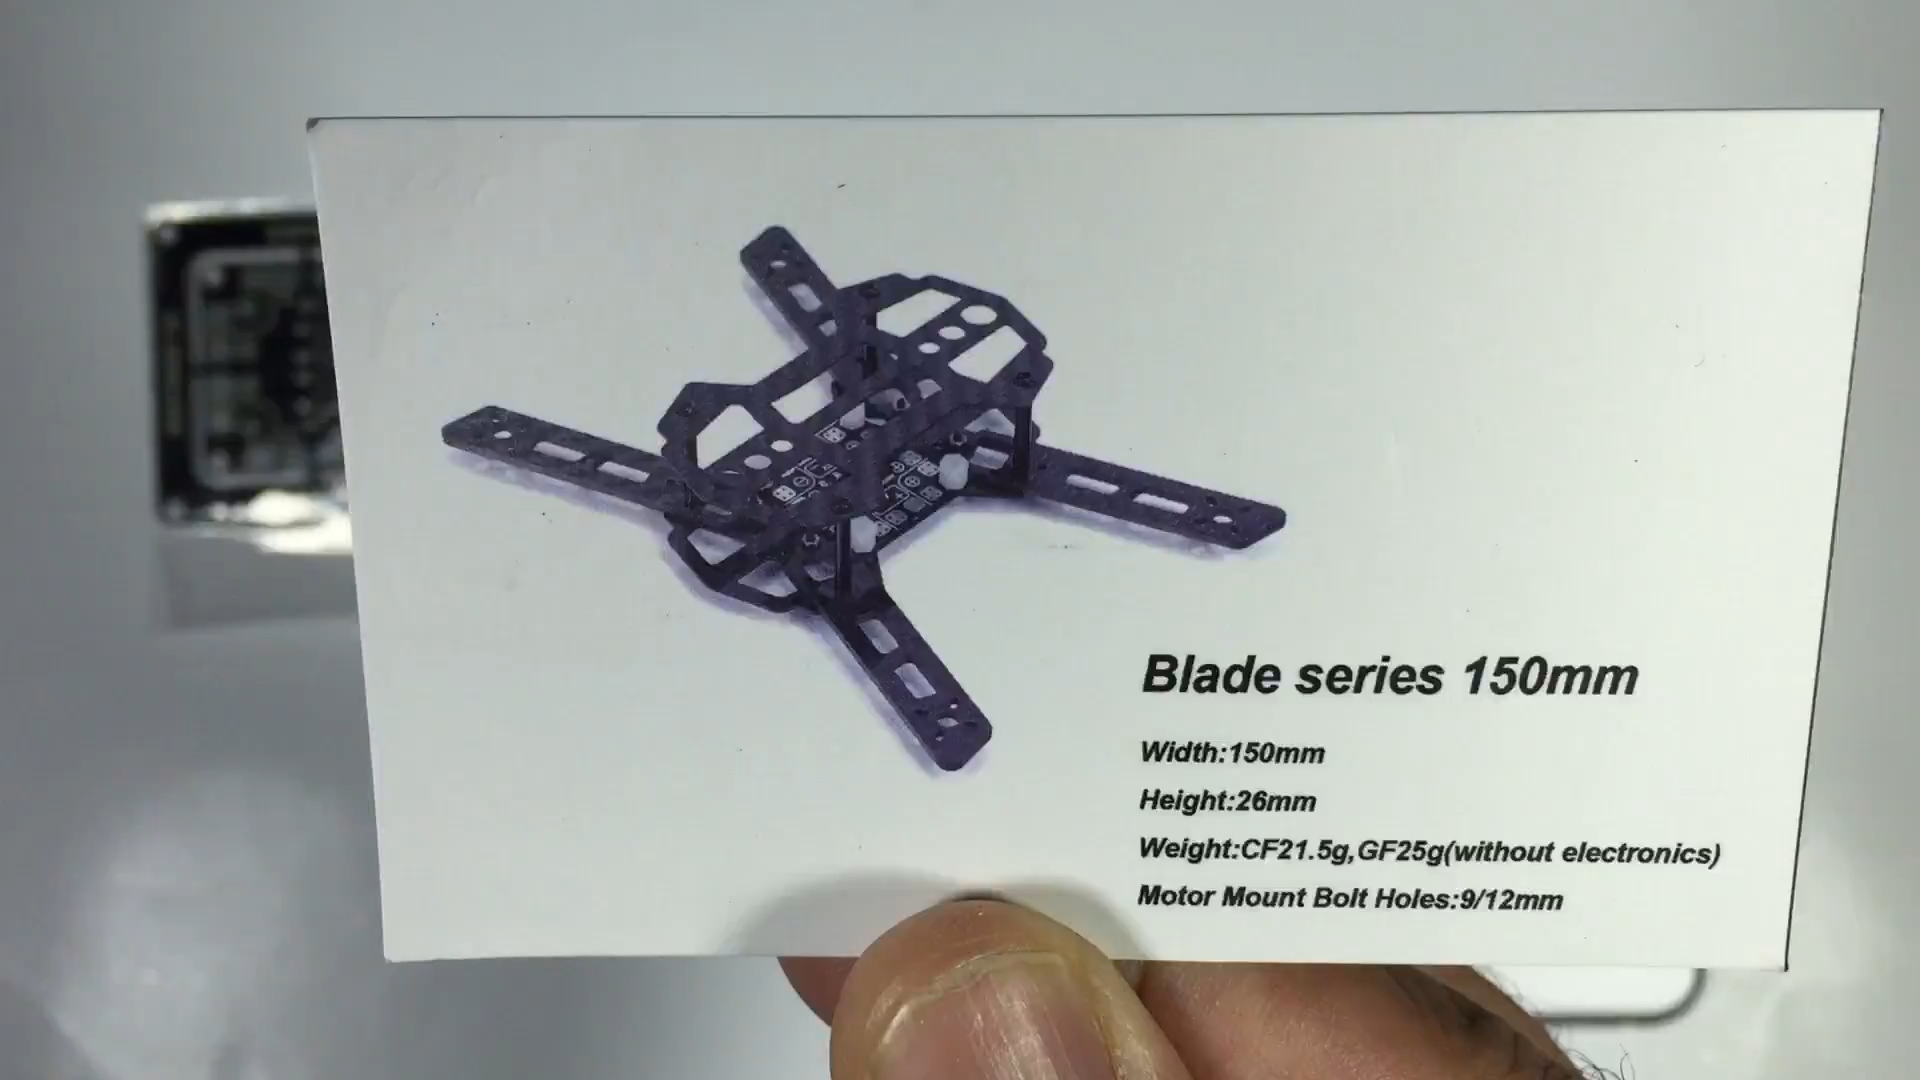 Blade series 150mm
Width:150mm
Height:26mm
Weight:CF21.5g,GF25g(without electronics)
Motor Mount Bolt Holes:9/12mm